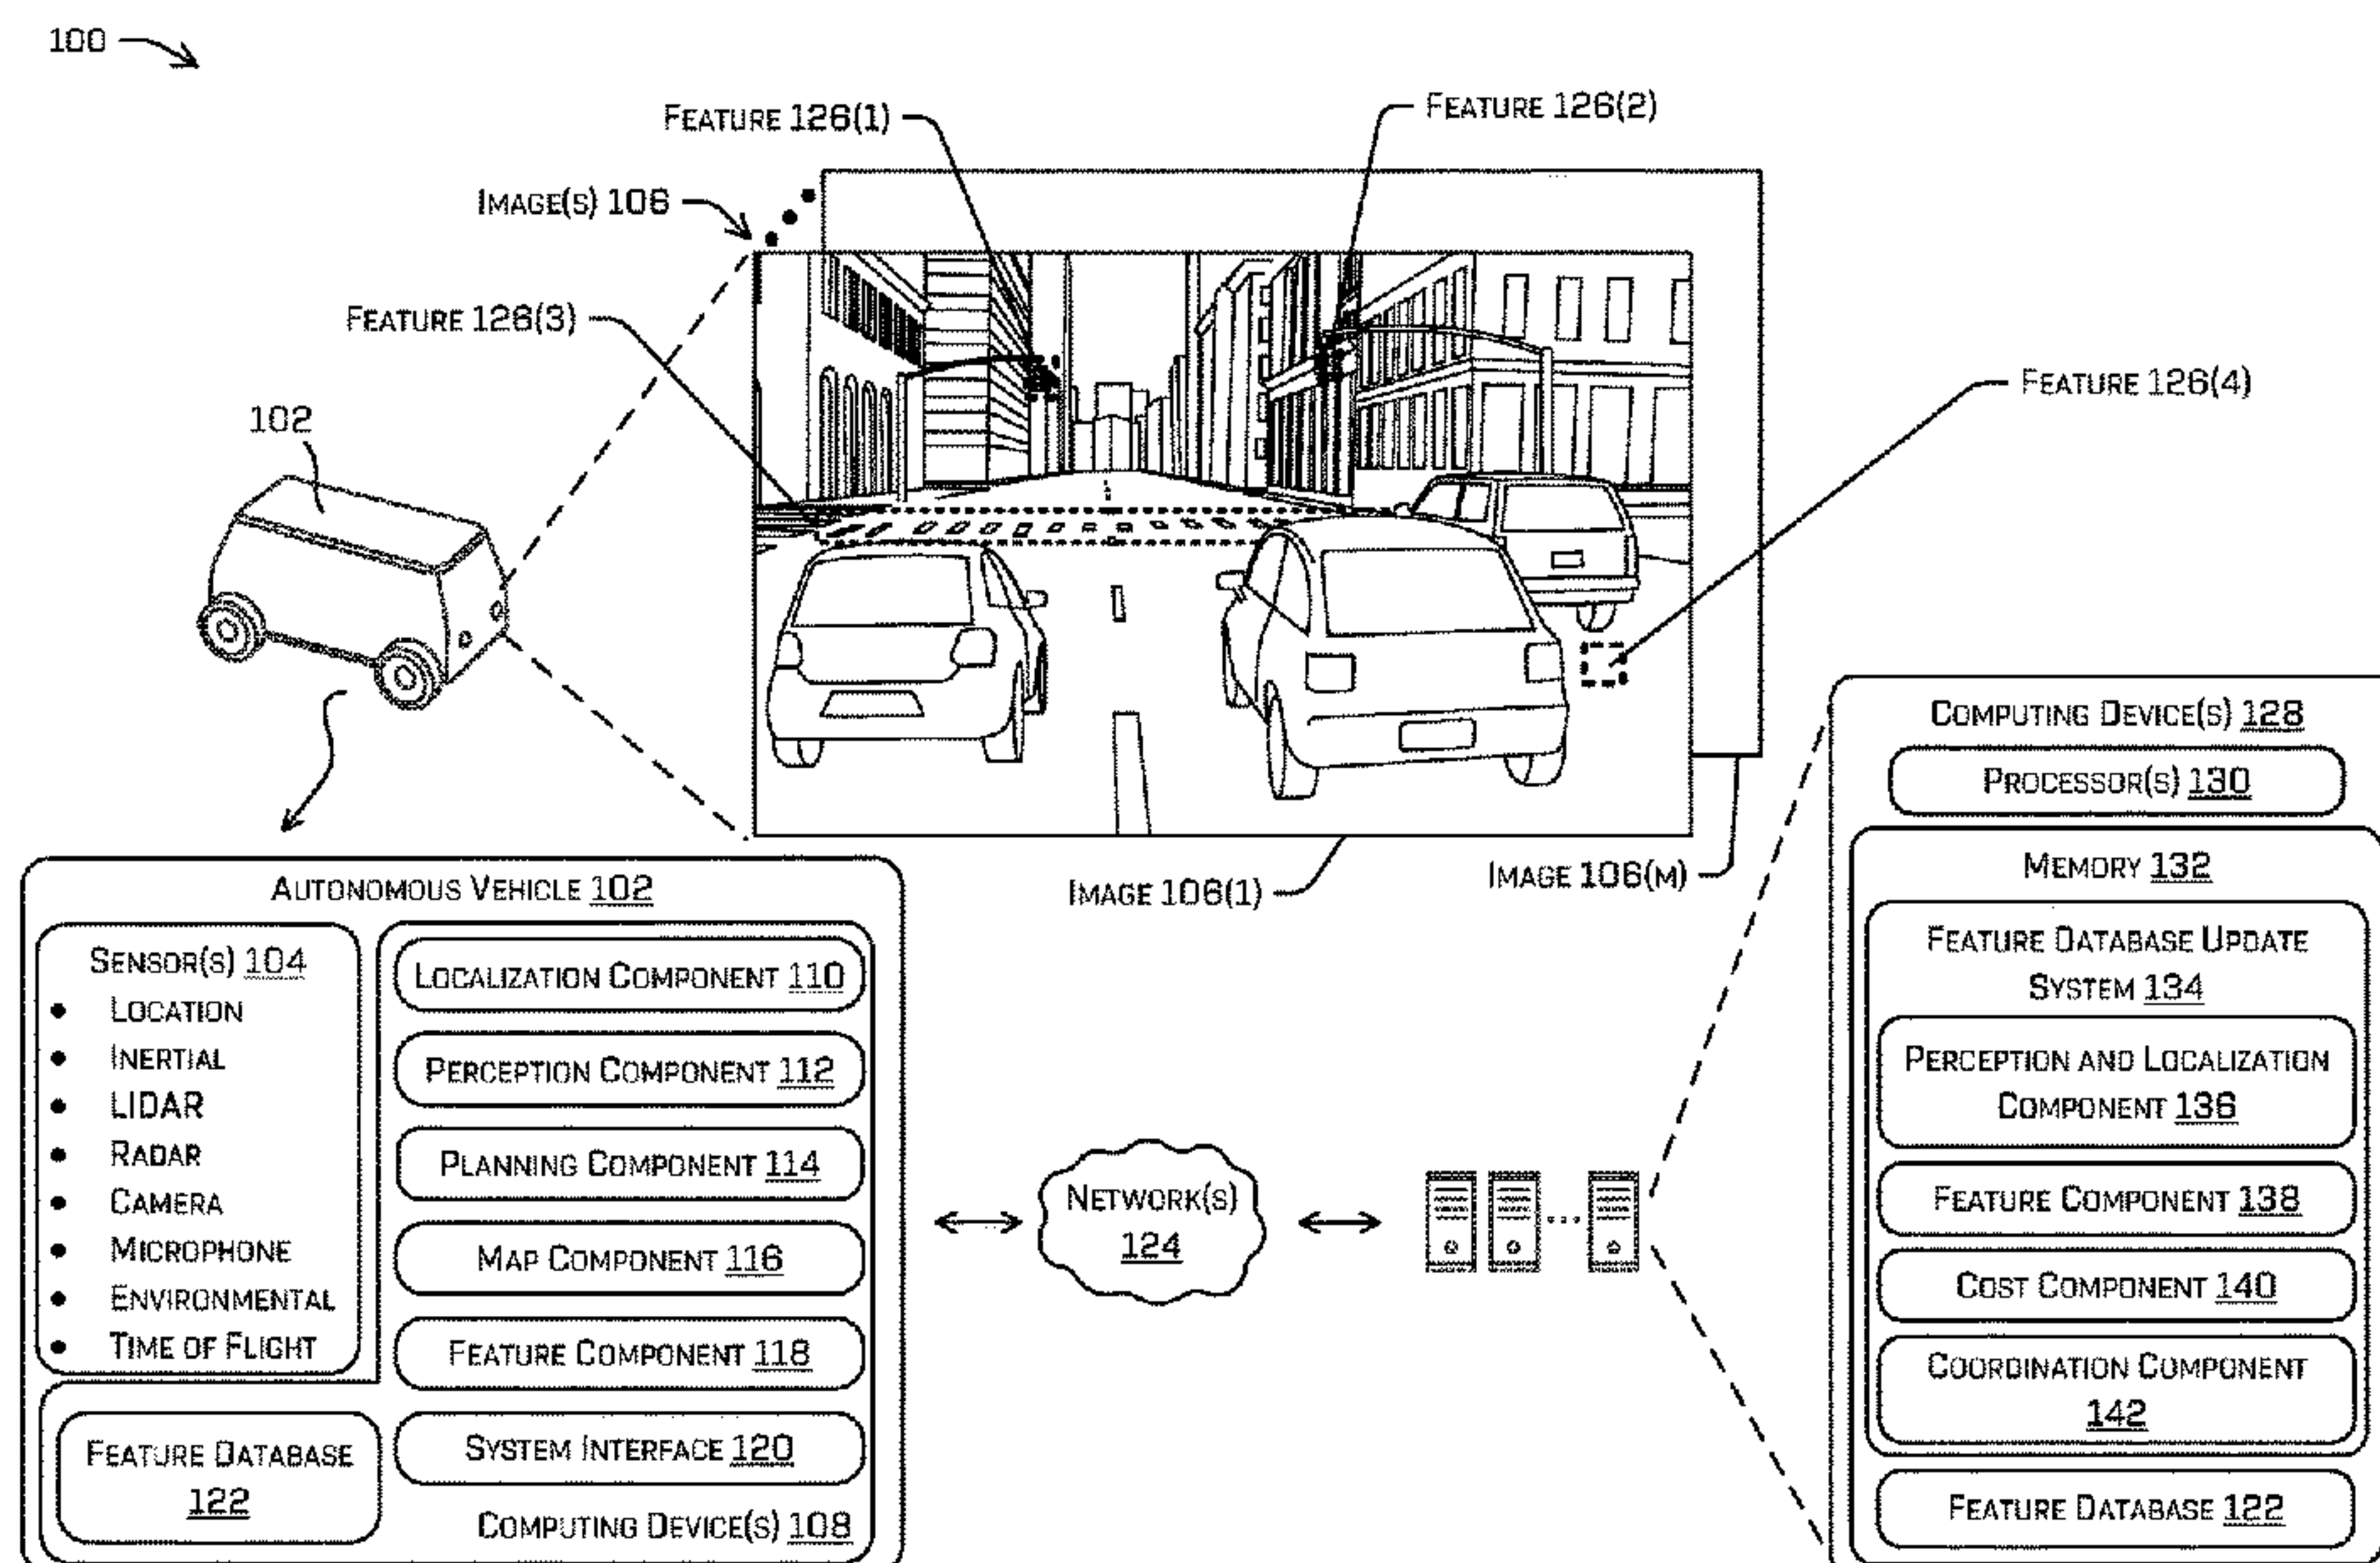 100
FEATURE 126(1)
FEATURE 126(2)
IMAGE(S) 106
FEATURE 126(3)
FEATURE 126(4)
102
IMAGE 106(1)
IMAGE 106(M)
AUTONOMOUS VEHICLE 102
SENSOR(S) 104
• LOCATION
• INERTIAL
• LIDAR
• RADAR
• CAMERA
• MICROPHONE
• ENVIRONMENTAL
• TIME OF FLIGHT
LOCALIZATION COMPONENT 110
PERCEPTION COMPONENT 112
PLANNING COMPONENT 114
MAP COMPONENT 116
FEATURE COMPONENT 118
SYSTEM INTERFACE 120
FEATURE DATABASE
122
COMPUTING DEVICE(S) 108
NETWORK(S)
124
COMPUTING DEVICE(S) 128
PROCESSOR(S) 130
MEMORY 132
FEATURE DATABASE UPDATE
SYSTEM 134
PERCEPTION AND LOCALIZATION
COMPONENT 136
FEATURE COMPONENT 138
COST COMPONENT 140
COORDINATION COMPONENT
142
FEATURE DATABASE 122